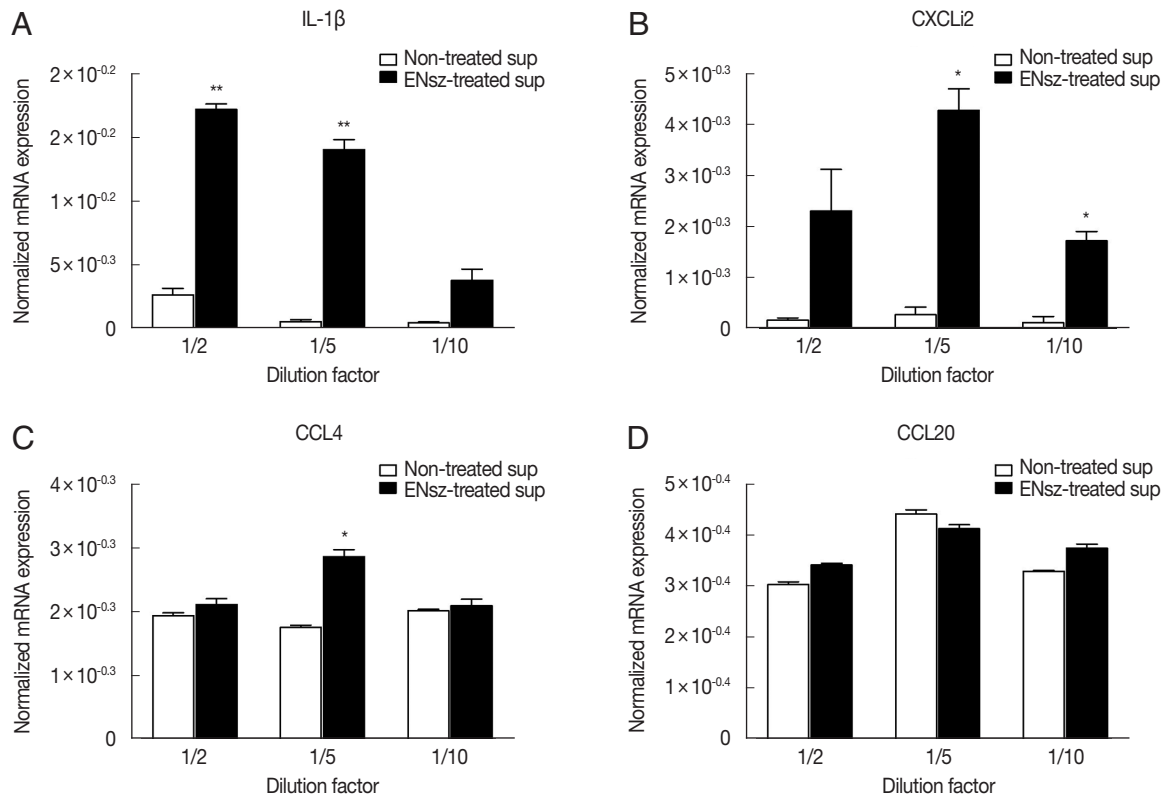 A
IL-1β
Non-treated sup
ENsz-treated sup
Normalized mRNA expression
2×10⁻⁰·²
2×10⁻⁰·²
1×10⁻⁰·²
5×10⁻⁰·³
0
**
**
1/2
1/5
1/10
Dilution factor
B
CXCLi2
Non-treated sup
ENsz-treated sup
Normalized mRNA expression
5×10⁻⁰·³
4×10⁻⁰·³
3×10⁻⁰·³
2×10⁻⁰·³
1×10⁻⁰·³
0
*
*
1/2
1/5
1/10
Dilution factor
C
CCL4
Non-treated sup
ENsz-treated sup
Normalized mRNA expression
4×10⁻⁰·³
3×10⁻⁰·³
2×10⁻⁰·³
1×10⁻⁰·³
0
*
1/2
1/5
1/10
Dilution factor
D
CCL20
Non-treated sup
ENsz-treated sup
Normalized mRNA expression
5×10⁻⁰·⁴
4×10⁻⁰·⁴
3×10⁻⁰·⁴
2×10⁻⁰·⁴
1×10⁻⁰·⁴
0
1/2
1/5
1/10
Dilution factor